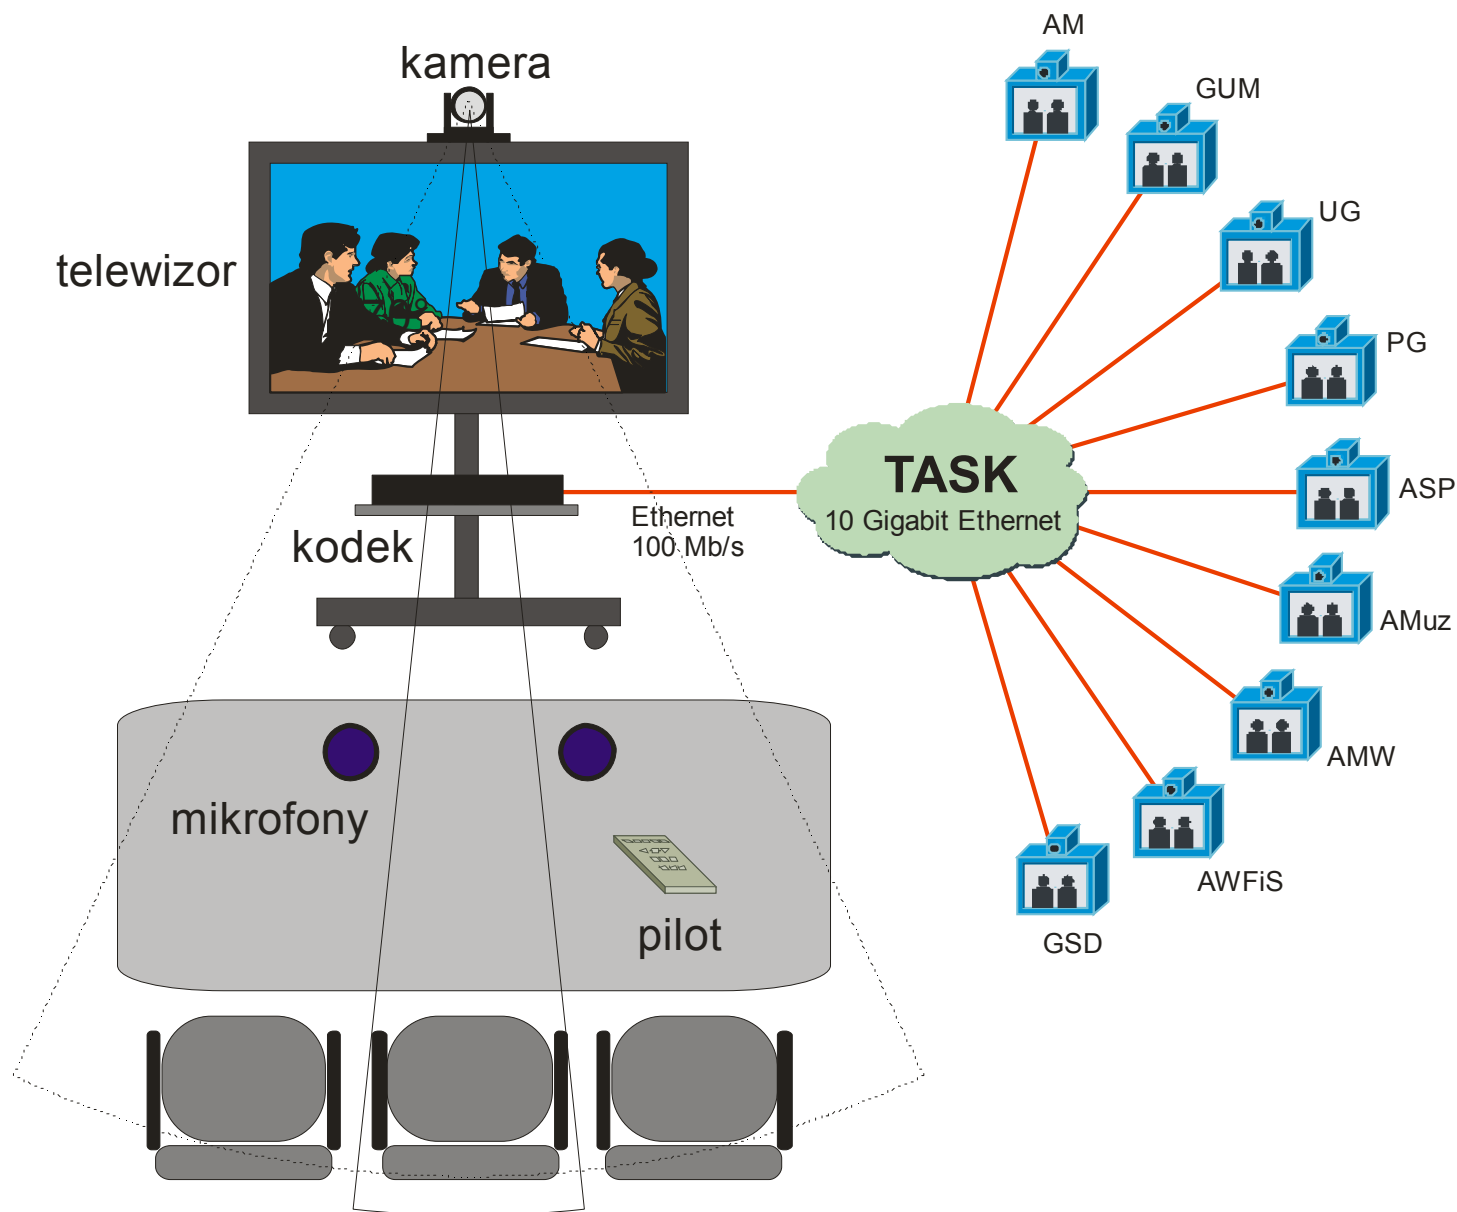 kamera
telewizor
kodek
Ethernet
100 Mb/s
mikrofony
pilot
TASK
10 Gigabit Ethernet
AM
GUM
UG
PG
ASP
AMuz
AMW
AWFiS
GSD